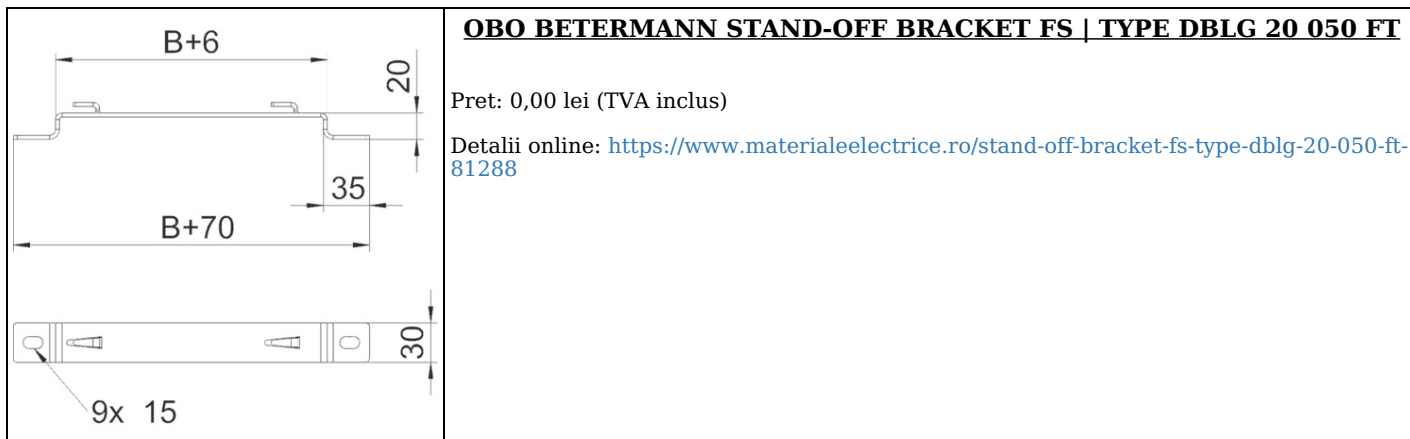 B+6
20
35
B+70
30
9x 15
OBO BETERMANN STAND-OFF BRACKET FS | TYPE DBLG 20 050 FT
Pret: 0,00 lei (TVA inclus)
Detalii online: https://www.materialeelectrice.ro/stand-off-bracket-fs-type-dblg-20-050-ft-
81288